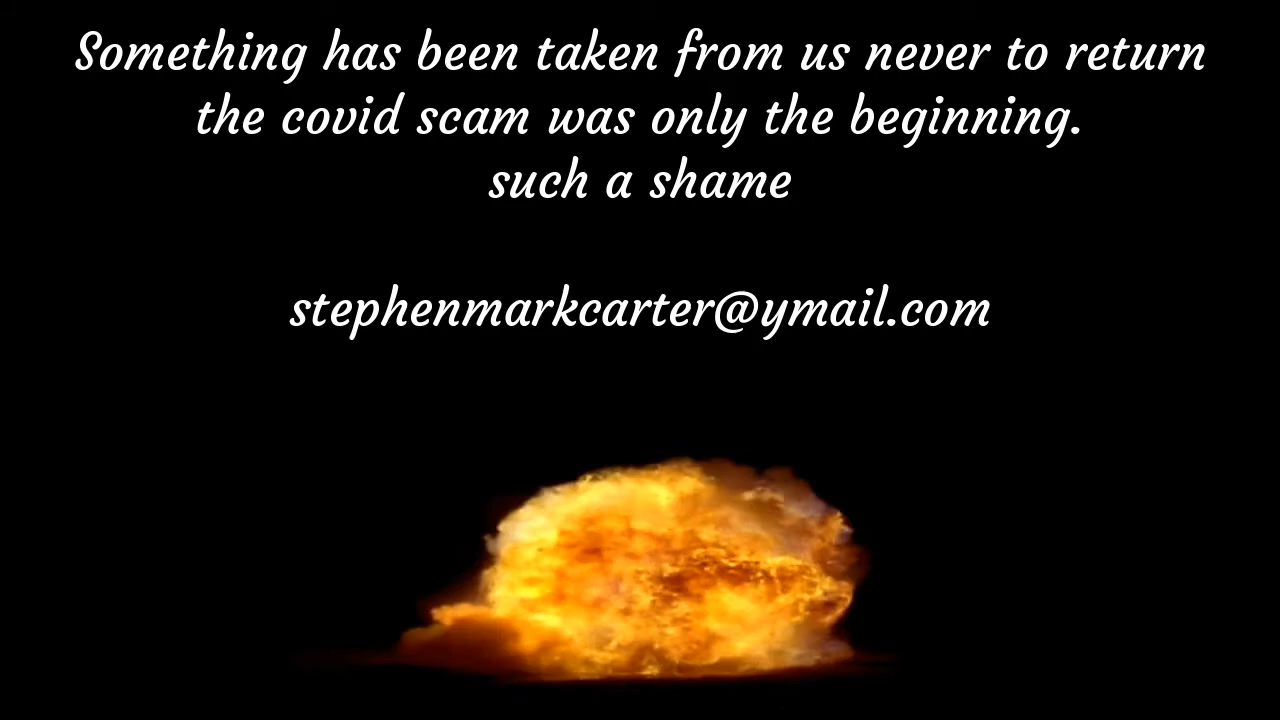 Something has been taken from us never to return
the covid scam was only the beginning.
such a shame
stephenmarkcarter@ymail.com